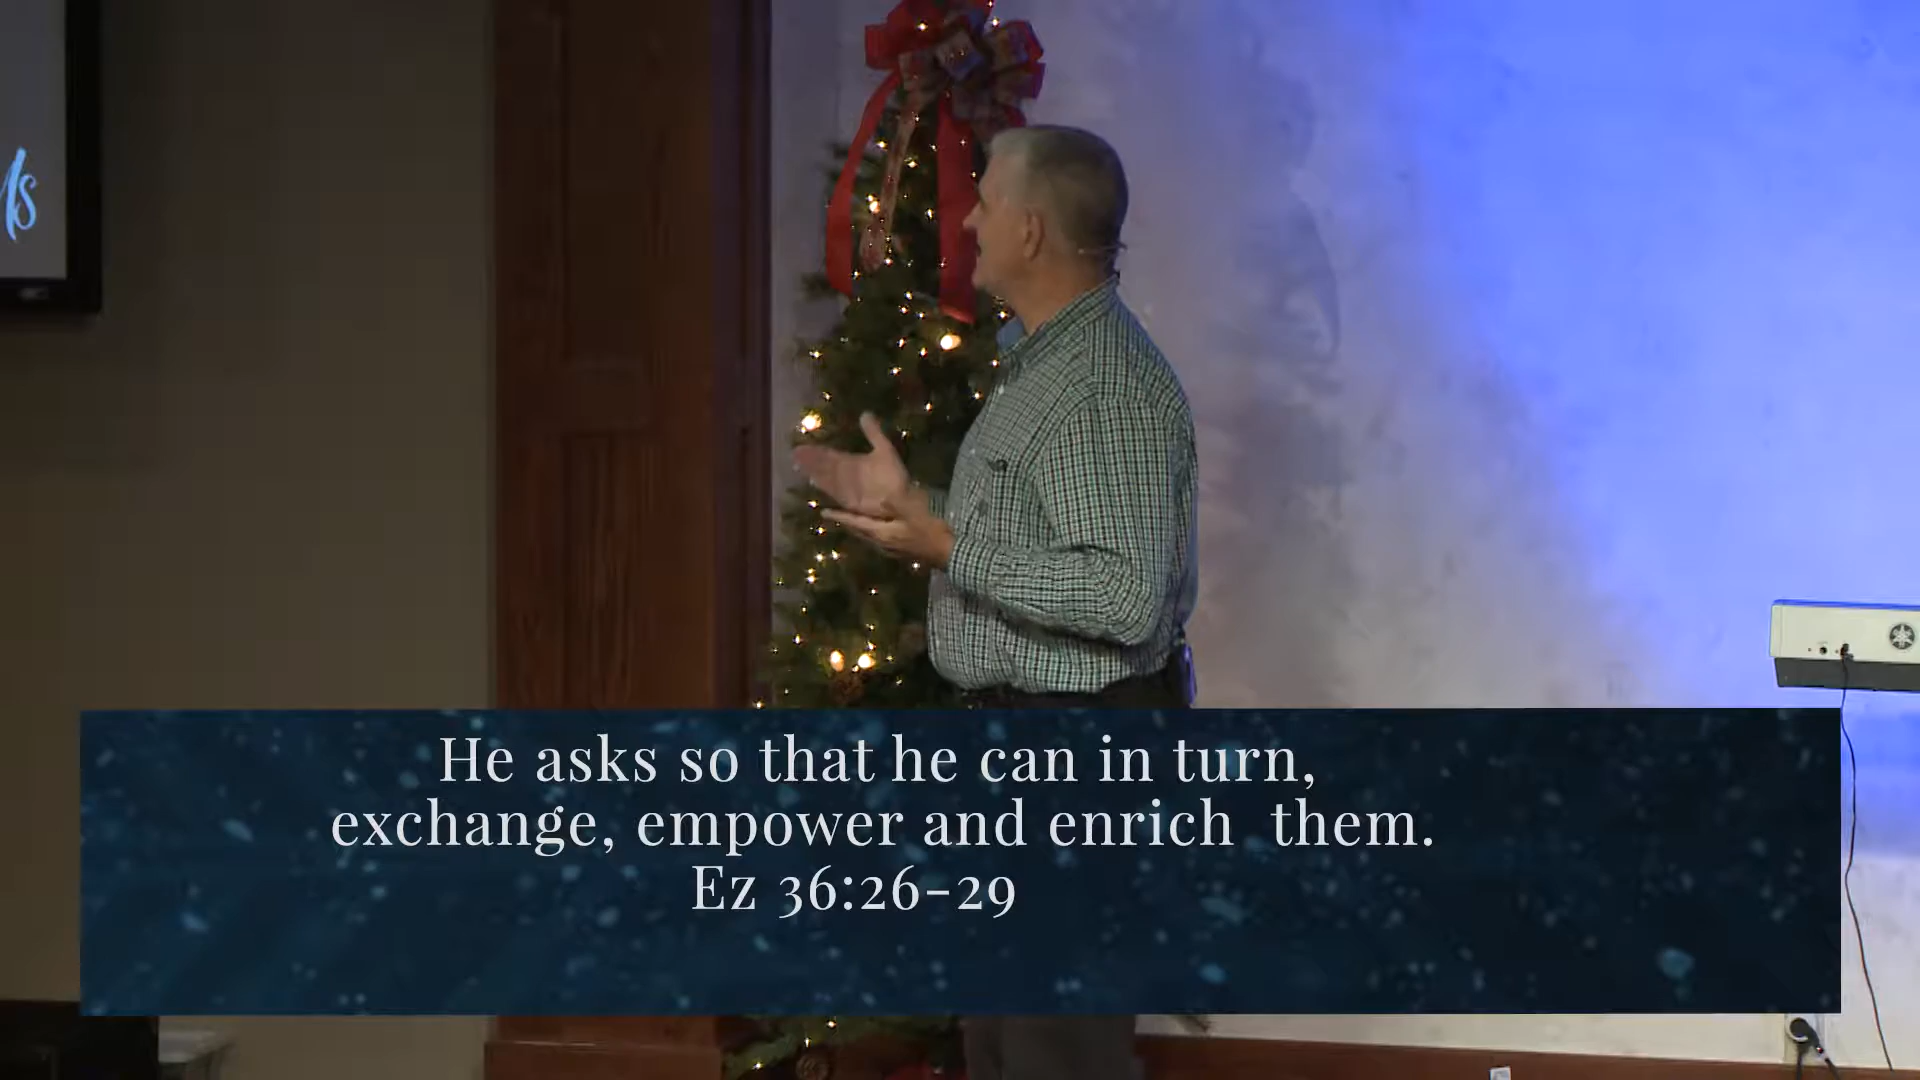 He asks so that he can in turn,
exchange, empower and enrich them.
Ez 36:26-29